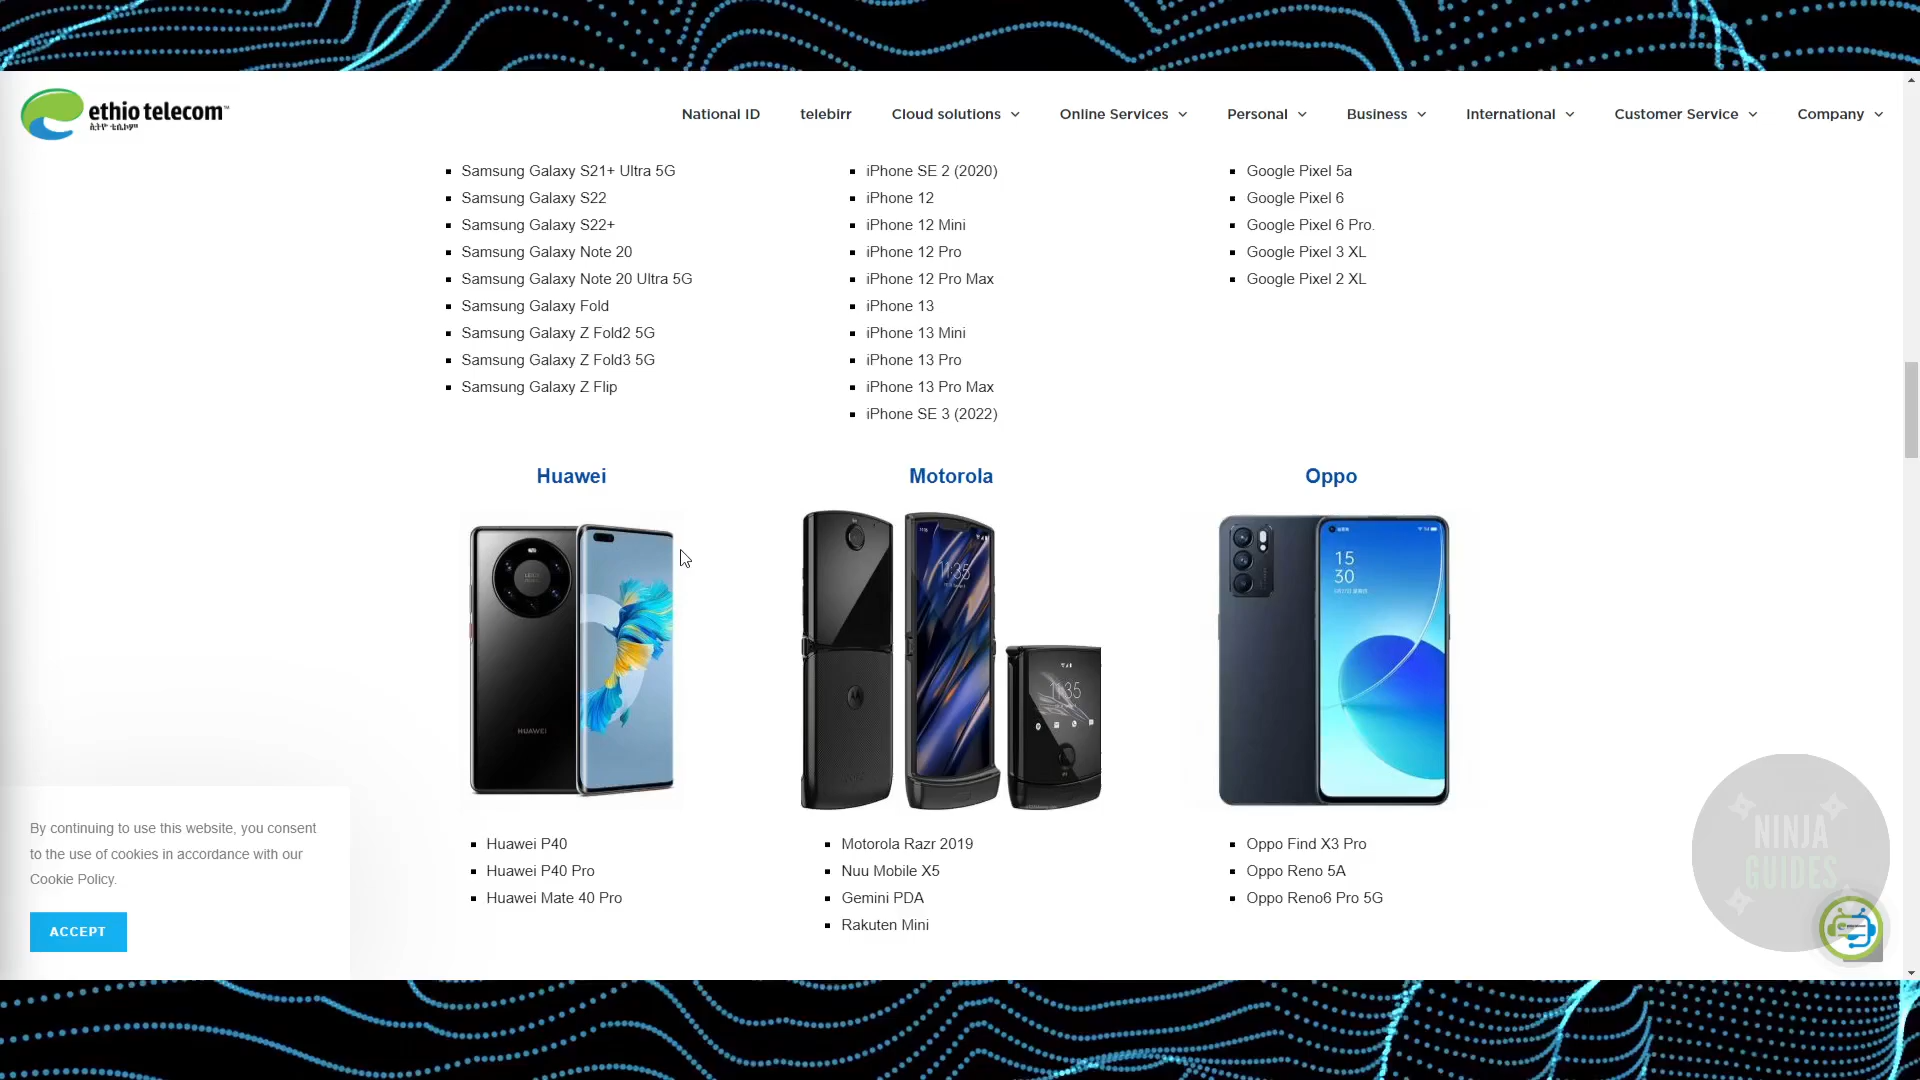 ethio telecom™
ኢትዮ ቴሌኮም
National ID
telebirr
Cloud solutions
Online Services
Personal
Business
International
Customer Service
Company
Samsung Galaxy S21+ Ultra 5G
Samsung Galaxy S22
Samsung Galaxy S22+
Samsung Galaxy Note 20
Samsung Galaxy Note 20 Ultra 5G
Samsung Galaxy Fold
Samsung Galaxy Z Fold2 5G
Samsung Galaxy Z Fold3 5G
Samsung Galaxy Z Flip
iPhone SE 2 (2020)
iPhone 12
iPhone 12 Mini
iPhone 12 Pro
iPhone 12 Pro Max
iPhone 13
iPhone 13 Mini
iPhone 13 Pro
iPhone 13 Pro Max
iPhone SE 3 (2022)
Google Pixel 5a
Google Pixel 6
Google Pixel 6 Pro.
Google Pixel 3 XL
Google Pixel 2 XL
Huawei
HUAWEI
Huawei P40
Huawei P40 Pro
Huawei Mate 40 Pro
Motorola
11:35
11:35
Motorola Razr 2019
Nuu Mobile X5
Gemini PDA
Rakuten Mini
Oppo
15
30
Oppo Find X3 Pro
Oppo Reno 5A
Oppo Reno6 Pro 5G
By continuing to use this website, you consent
to the use of cookies in accordance with our
Cookie Policy.
ACCEPT
NINJA
GUIDES